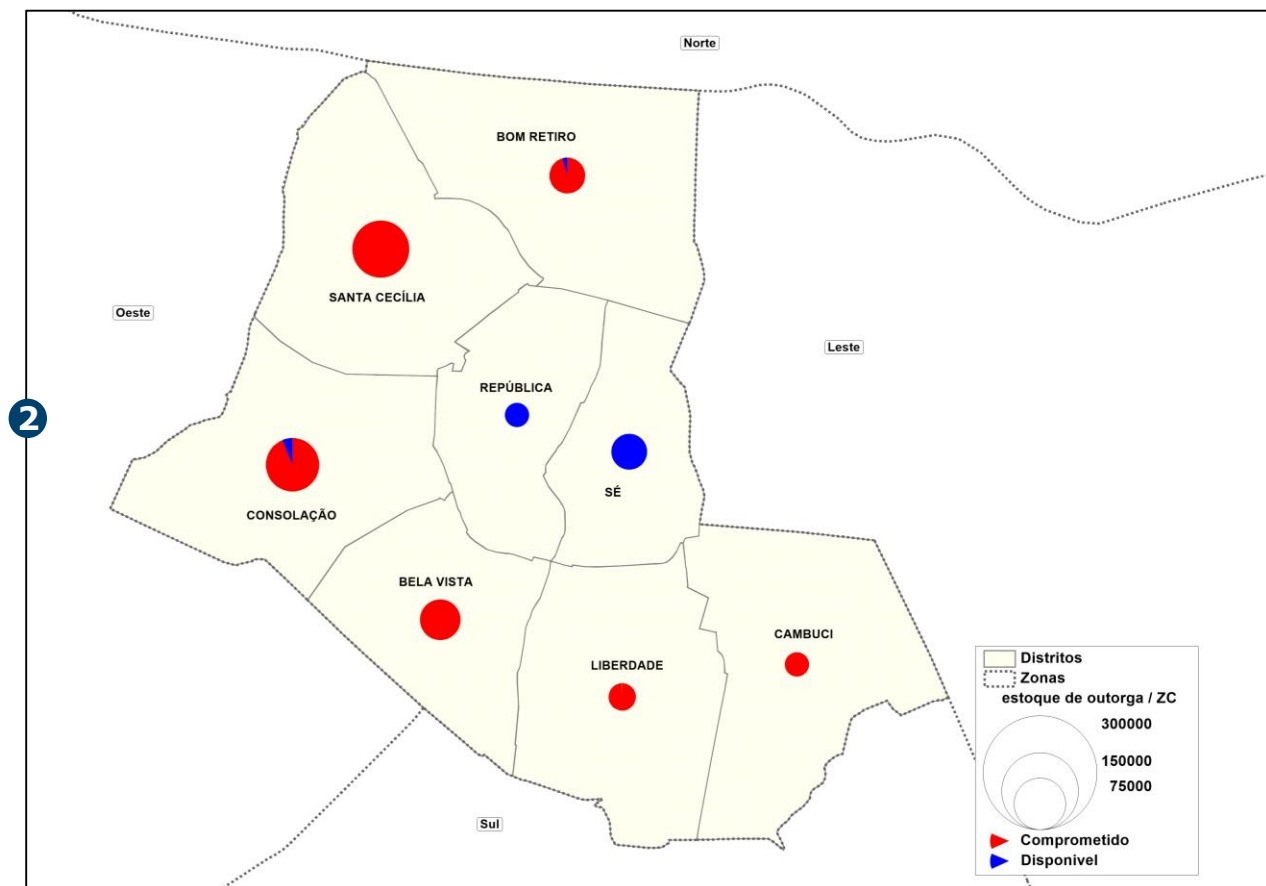 Norte
BOM RETIRO
SANTA CECÍLIA
Oeste
Leste
REPÚBLICA
2
SÉ
CONSOLAÇÃO
BELA VISTA
CAMBUCI
LIBERDADE
Sul
Distritos
Zonas
estoque de outorga / ZC
300000
150000
75000
Comprometido
Disponivel